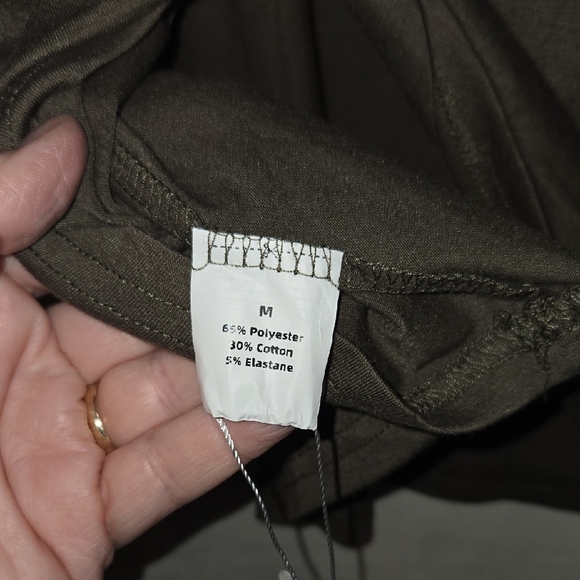 M
65% Polyester
30% Cotton
5% Elastane